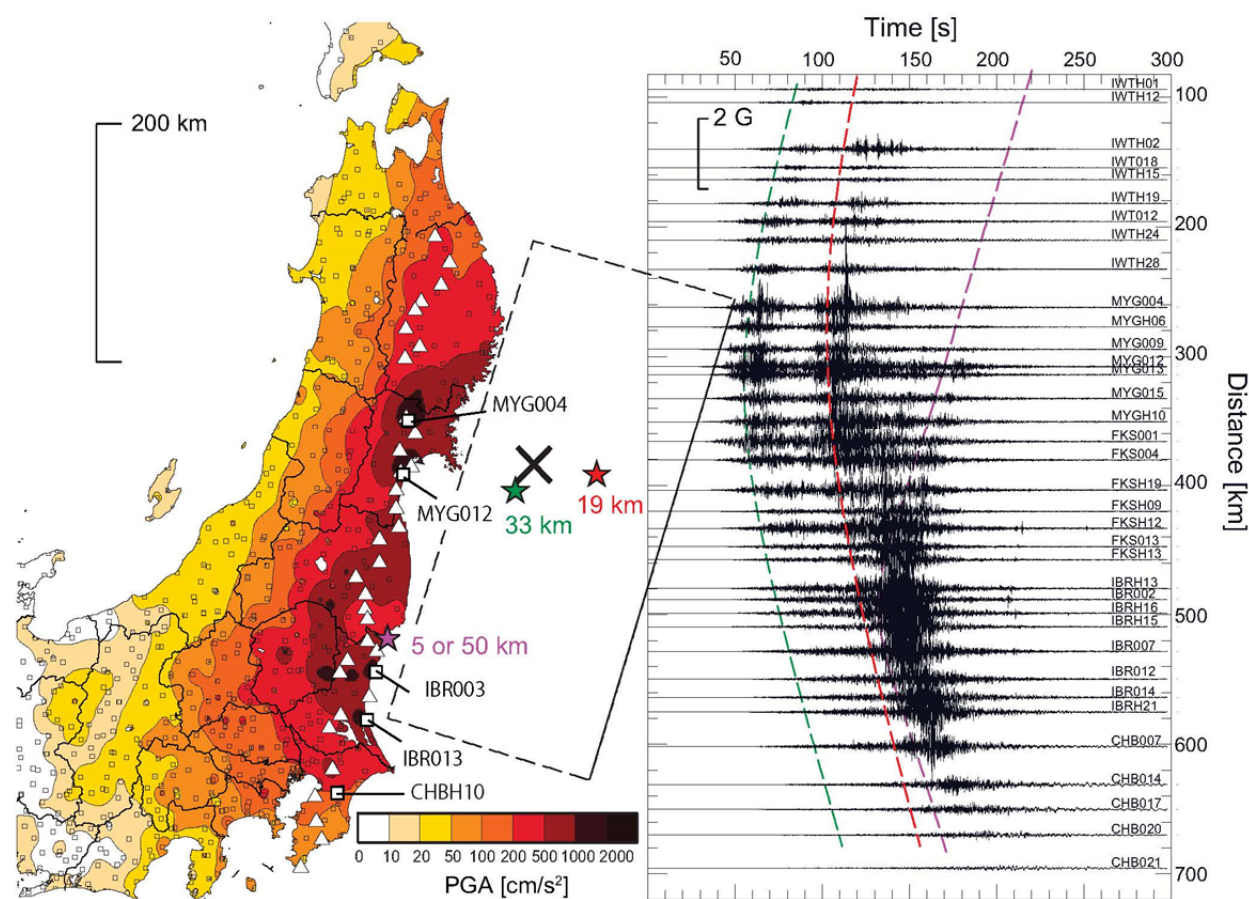 200 km
MYG004
MYG012
33 km
19 km
5 or 50 km
IBR003
IBR013
CHBH10
0 10 20 50 100 200 500 1000 2000
PGA [cm/s²]
Time [s]
50 100 150 200 250 300
2 G
IWTH01
100
IWTH12
IWTH02
IWT018
IWTH15
IWTH19
200
IWT012
IWTH24
IWTH28
MYG004
MYGH06
MYG009
300
MYG012
MYG013
MYG015
MYGH10
FKS001
FKS004
400
FKSH19
FKSH09
FKSH12
FKS013
FKSH13
IBRH13
IBR002
IBRH16
500
IBRH15
IBR007
IBR012
IBR014
IBRH21
CHB007
600
CHB014
CHB017
CHB020
CHB021
700
Distance [km]